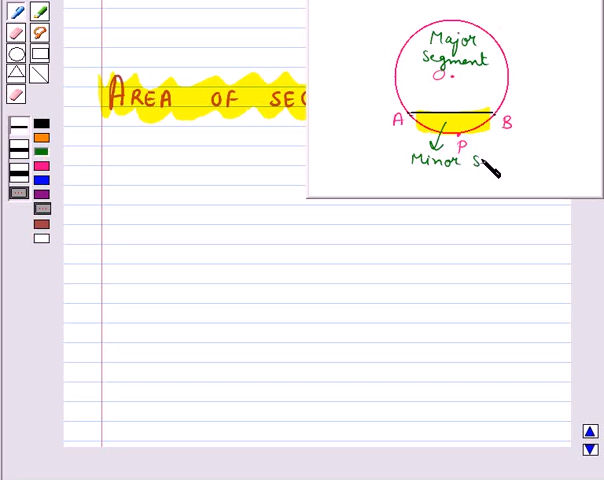 AREA OF SEC
Major
Segment
O
A
B
P
Minor S